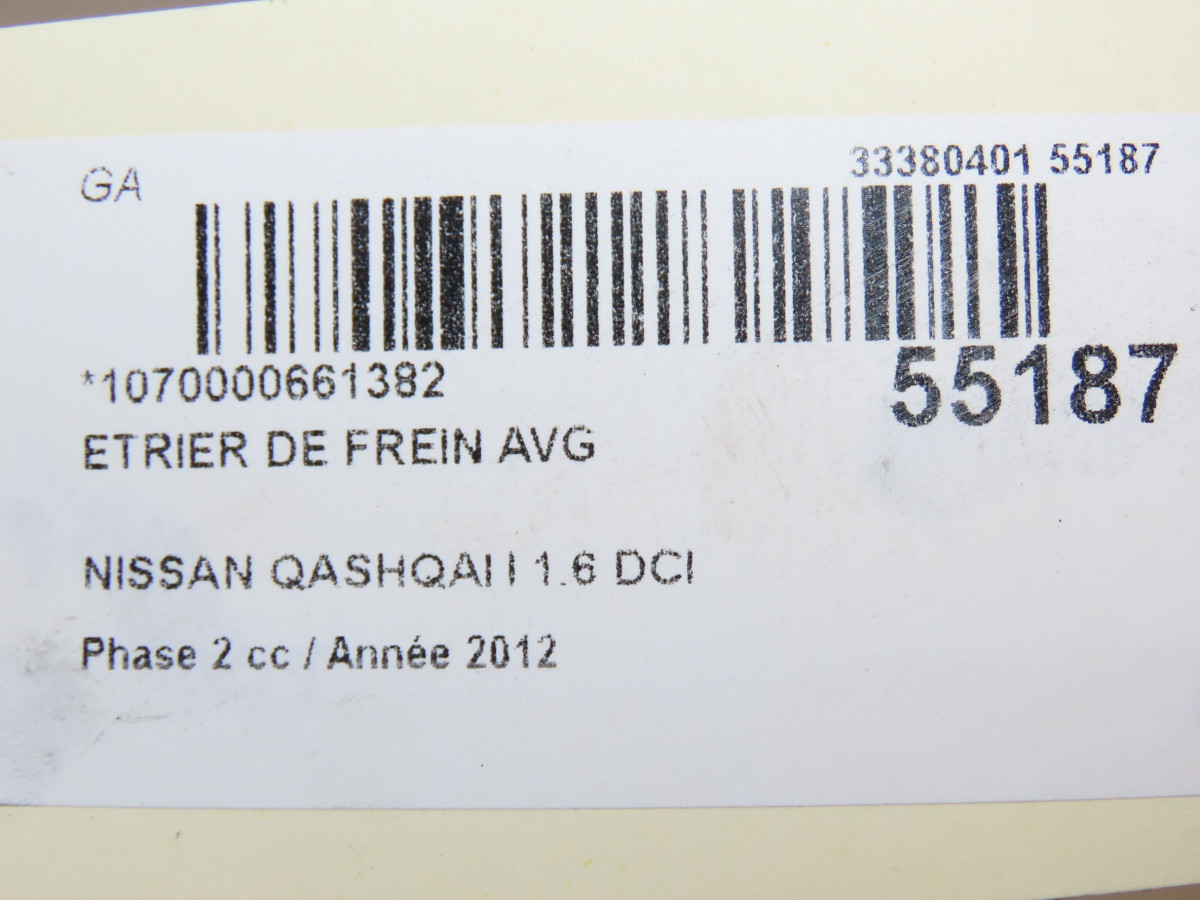 GA
33380401 55187
*1070000661382
55187
ETRIER DE FREIN AVG
NISSAN QASHQAI I 1.6 DCI
Phase 2 cc / Année 2012